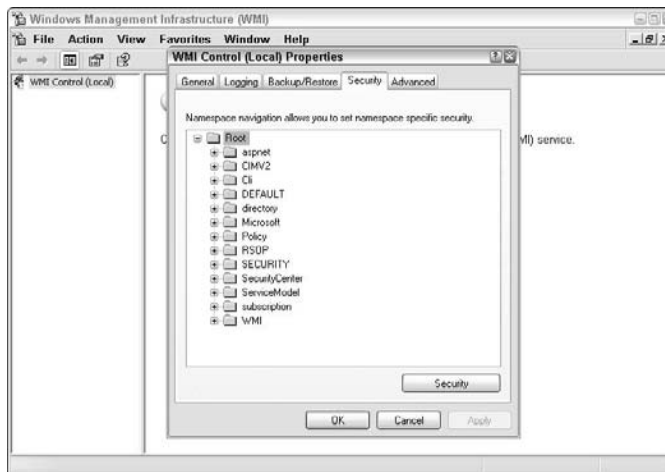 Windows Management Infrastructure (WMI)
File Action View Favorites Window Help
WMI Control (Local)
WMI Control (Local) Properties
General Logging Backup/Restore Security Advanced
Namespace navigation allows you to set namespace specific security.
C
MI) service.
Root
aspnet
CIMV2
Cli
DEFAULT
directory
Microsoft
Policy
RSOP
SECURITY
SecurityCenter
ServiceModel
subscription
WMI
Security
OK Cancel Apply